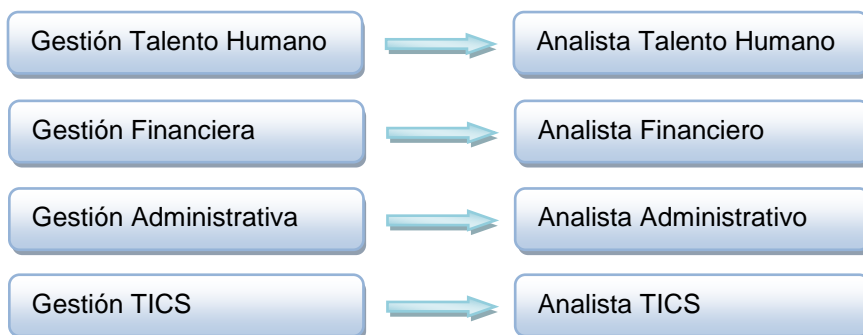 Gestión Talento Humano
Analista Talento Humano
Gestión Financiera
Analista Financiero
Gestión Administrativa
Analista Administrativo
Gestión TICS
Analista TICS